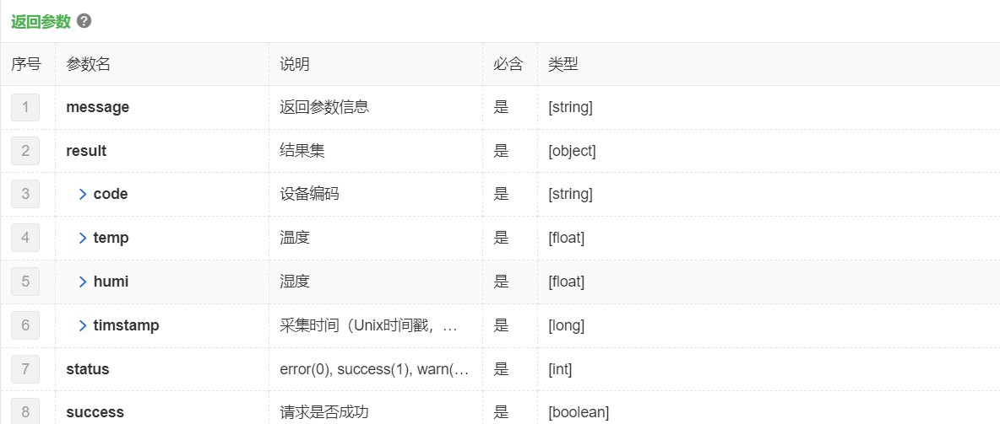 返回参数 ?
序号 参数名 说明 必含 类型
1 message 返回参数信息 是 [string]
2 result 结果集 是 [object]
3 code 设备编码 是 [string]
4 temp 温度 是 [float]
5 humi 湿度 是 [float]
6 timstamp 采集时间（Unix时间戳，… 是 [long]
7 status error(0), success(1), warn(… 是 [int]
8 success 请求是否成功 是 [boolean]